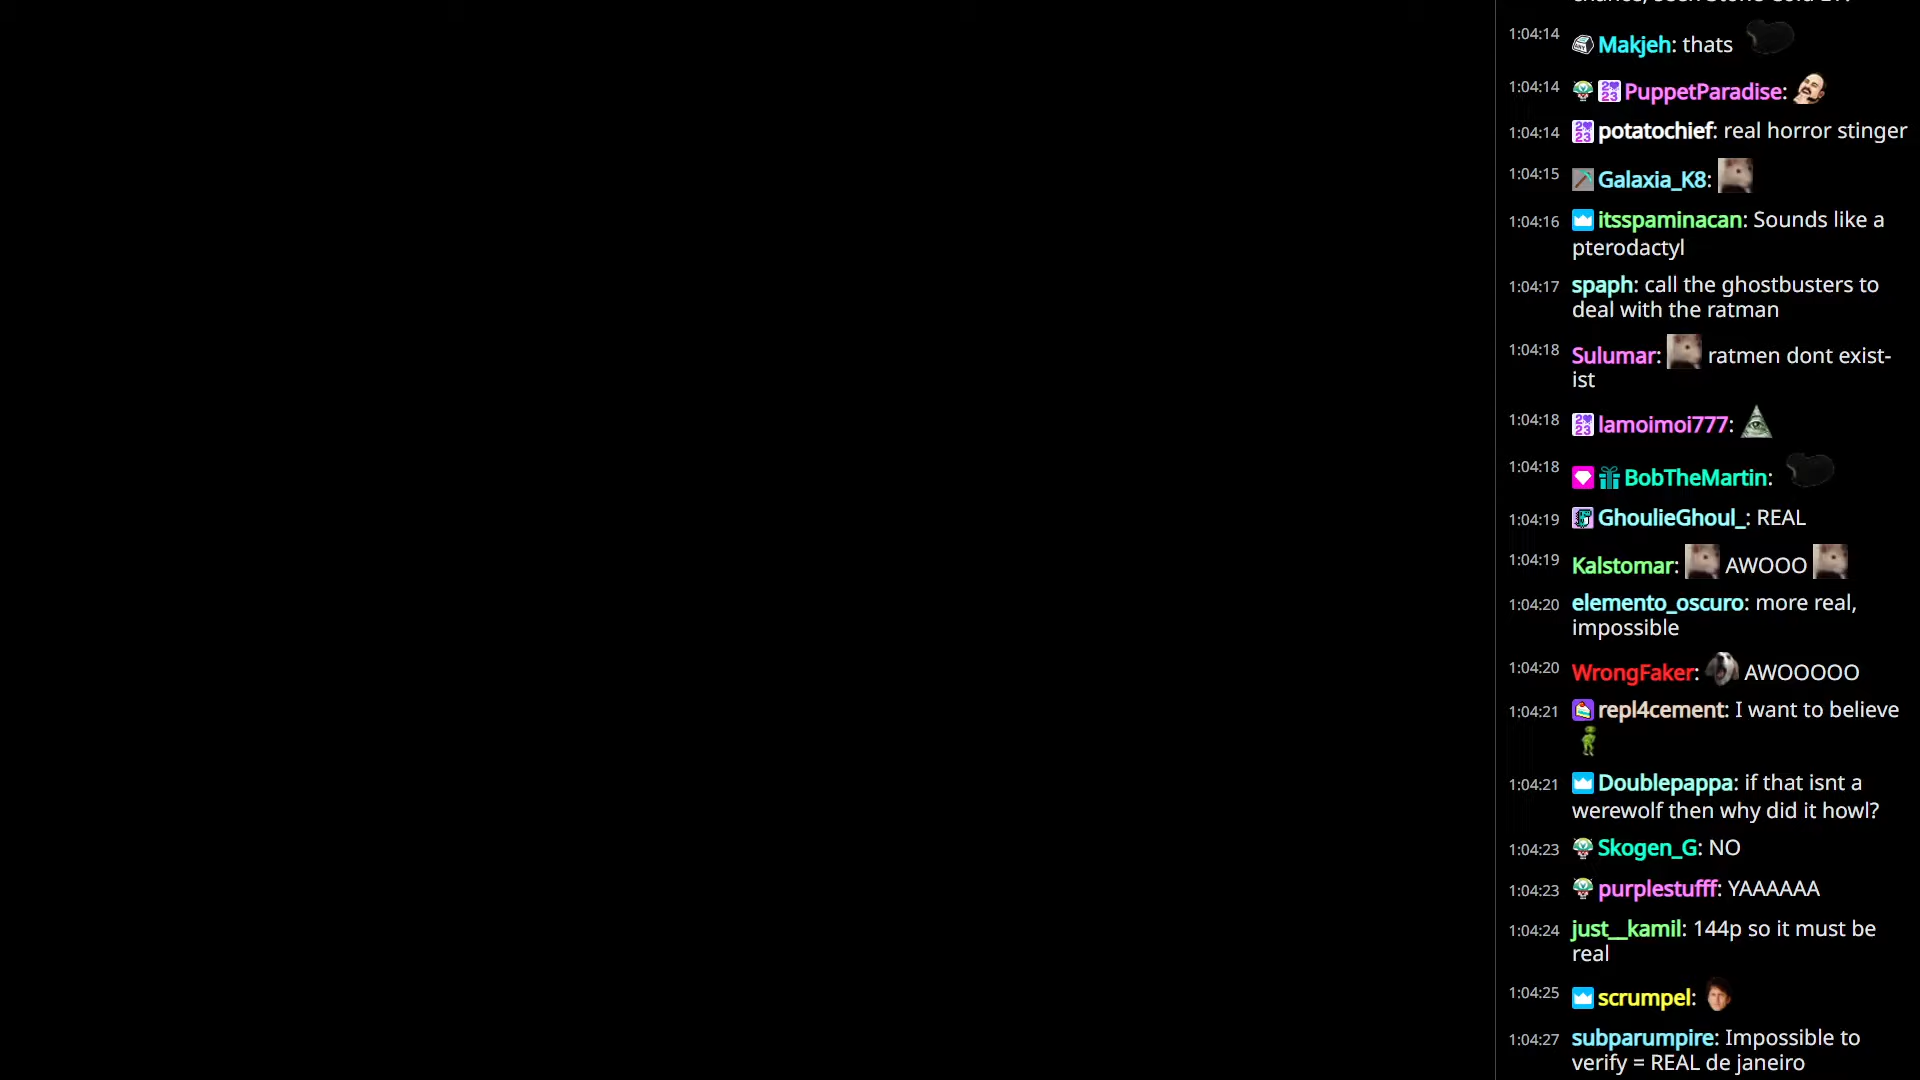 1:04:14 Makjeh: thats
1:04:14 PuppetParadise:
1:04:14 potatochief: real horror stinger
1:04:15 Galaxia_K8:
1:04:16 itsspaminacan: Sounds like a
pterodactyl
1:04:17 spaph: call the ghostbusters to
deal with the ratman
1:04:18 Sulumar: ratmen dont exist-
ist
1:04:18 lamoimoi777:
1:04:18 BobTheMartin:
1:04:19 GhoulieGhoul_: REAL
1:04:19 Kalstomar: AWOOO
1:04:20 elemento_oscuro: more real,
impossible
1:04:20 WrongFaker: AWOOOOO
1:04:21 repl4cement: I want to believe
1:04:21 Doublepappa: if that isnt a
werewolf then why did it howl?
1:04:23 Skogen_G: NO
1:04:23 purplestufff: YAAAAAA
1:04:24 just__kamil: 144p so it must be
real
1:04:25 scrumpel:
1:04:27 subparumpire: Impossible to
verify = REAL de janeiro